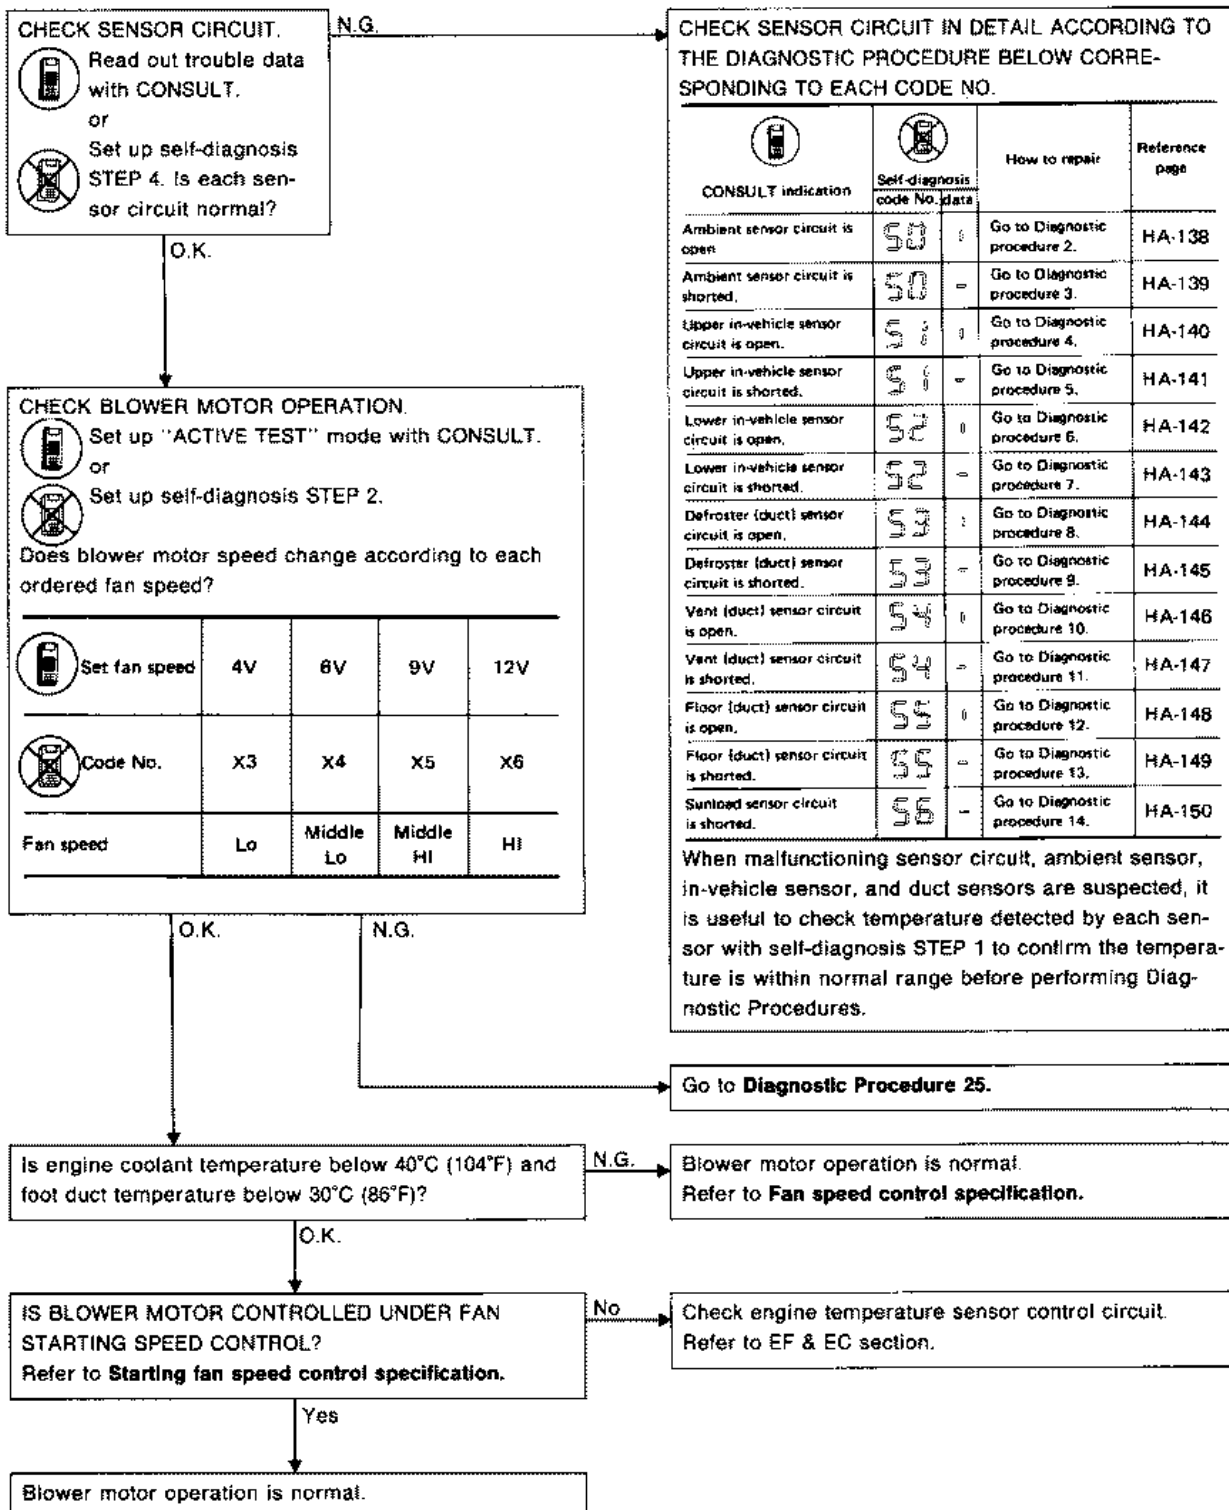 CHECK SENSOR CIRCUIT.
Read out trouble data
with CONSULT.
or
Set up self-diagnosis
STEP 4. Is each sen-
sor circuit normal?
N.G.
O.K.
CHECK SENSOR CIRCUIT IN DETAIL ACCORDING TO
THE DIAGNOSTIC PROCEDURE BELOW CORRE-
SPONDING TO EACH CODE NO.
CONSULT indication
Self-diagnosis
code No. data
How to repair
Reference
page
Ambient sensor circuit is
open
50
Go to Diagnostic
procedure 2.
HA-138
Ambient sensor circuit is
shorted.
50 -
Go to Diagnostic
procedure 3.
HA-139
Upper in-vehicle sensor
circuit is open.
51
Go to Diagnostic
procedure 4.
HA-140
Upper in-vehicle sensor
circuit is shorted.
51 -
Go to Diagnostic
procedure 5.
HA-141
Lower in-vehicle sensor
circuit is open.
52
Go to Diagnostic
procedure 6.
HA-142
Lower in-vehicle sensor
circuit is shorted.
52 -
Go to Diagnostic
procedure 7.
HA-143
Defroster (duct) sensor
circuit is open.
53
Go to Diagnostic
procedure 8.
HA-144
Defroster (duct) sensor
circuit is shorted.
53 -
Go to Diagnostic
procedure 9.
HA-145
Vent (duct) sensor circuit
is open.
54
Go to Diagnostic
procedure 10.
HA-146
Vent (duct) sensor circuit
is shorted.
54 -
Go to Diagnostic
procedure 11.
HA-147
Floor (duct) sensor circuit
is open.
55
Go to Diagnostic
procedure 12.
HA-148
Floor (duct) sensor circuit
is shorted.
55 -
Go to Diagnostic
procedure 13.
HA-149
Sunload sensor circuit
is shorted.
56 -
Go to Diagnostic
procedure 14.
HA-150
When malfunctioning sensor circuit, ambient sensor,
in-vehicle sensor, and duct sensors are suspected, it
is useful to check temperature detected by each sen-
sor with self-diagnosis STEP 1 to confirm the tempera-
ture is within normal range before performing Diag-
nostic Procedures.
CHECK BLOWER MOTOR OPERATION.
Set up "ACTIVE TEST" mode with CONSULT.
or
Set up self-diagnosis STEP 2.
Does blower motor speed change according to each
ordered fan speed?
Set fan speed 4V 6V 9V 12V
Code No. X3 X4 X5 X6
Fan speed Lo Middle Lo Middle HI HI
O.K.
N.G.
Go to Diagnostic Procedure 25.
Is engine coolant temperature below 40°C (104°F) and
foot duct temperature below 30°C (86°F)?
N.G.
Blower motor operation is normal.
Refer to Fan speed control specification.
O.K.
IS BLOWER MOTOR CONTROLLED UNDER FAN
STARTING SPEED CONTROL?
Refer to Starting fan speed control specification.
No
Check engine temperature sensor control circuit.
Refer to EF & EC section.
Yes
Blower motor operation is normal.